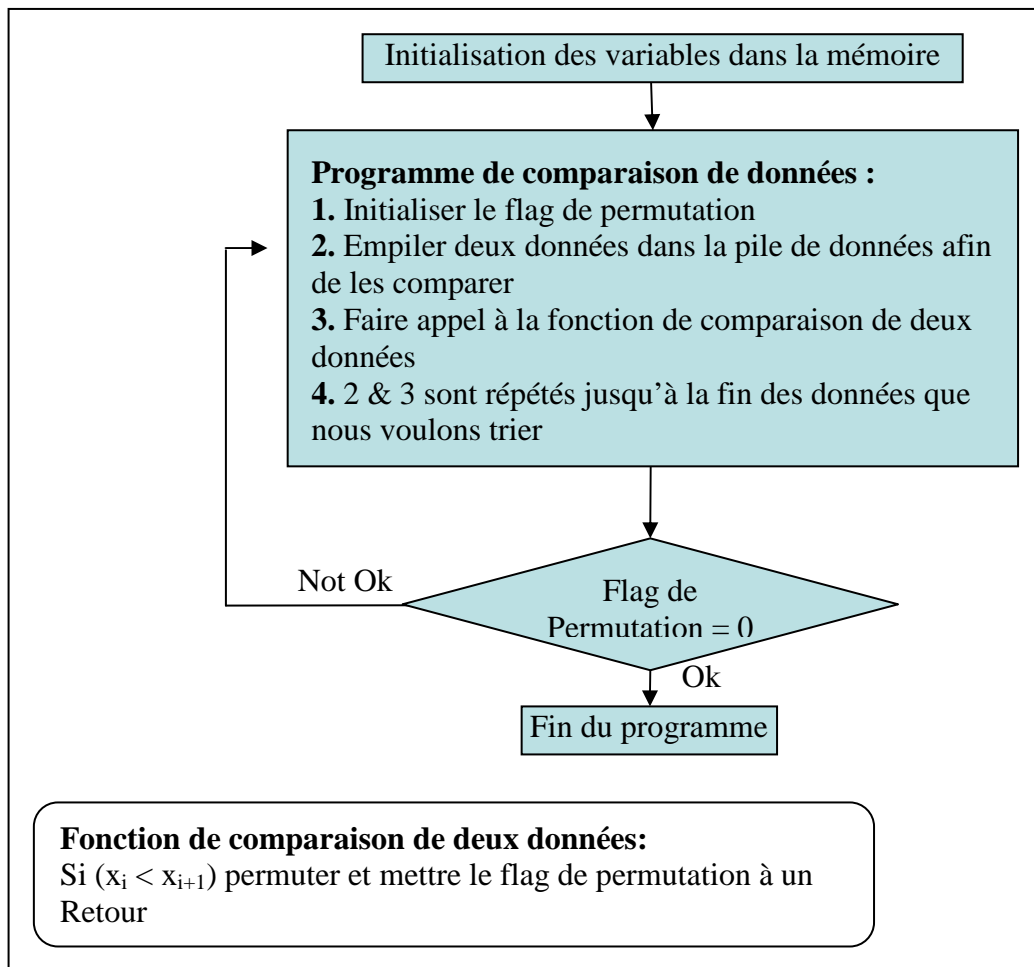 Initialisation des variables dans la mémoire
Programme de comparaison de données :
1. Initialiser le flag de permutation
2. Empiler deux données dans la pile de données afin
de les comparer
3. Faire appel à la fonction de comparaison de deux
données
4. 2 & 3 sont répétés jusqu’à la fin des données que
nous voulons trier
Not Ok
Flag de
Permutation = 0
Ok
Fin du programme
Fonction de comparaison de deux données:
Si (xᵢ < xᵢ₊₁) permuter et mettre le flag de permutation à un
Retour